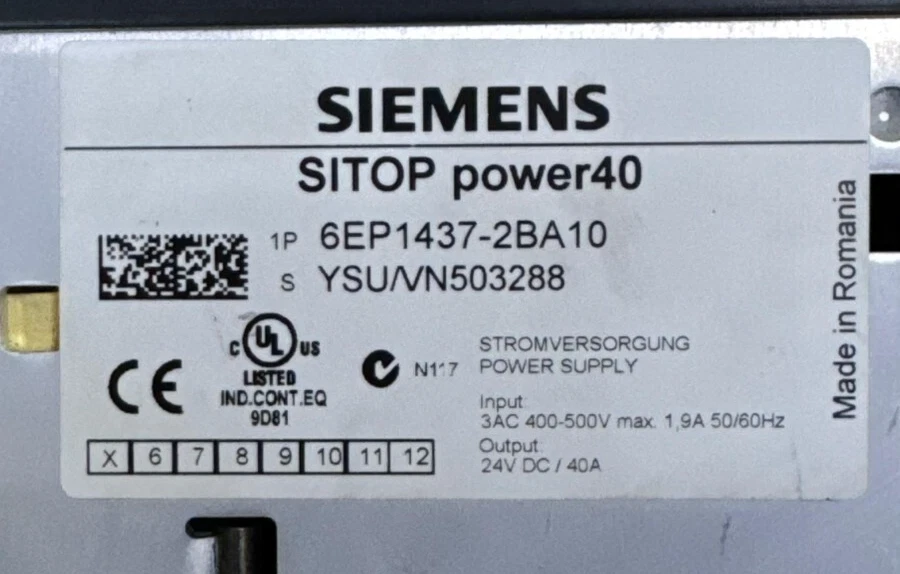 SIEMENS
SITOP power40
1P 6EP1437-2BA10
S YSU/VN503288
C UL US
LISTED
IND.CONT.EQ
9D81
CE
N117
STROMVERSORGUNG
POWER SUPPLY
Input:
3AC 400-500V max. 1,9A 50/60Hz
Output:
24V DC / 40A
X 6 7 8 9 10 11 12
Made in Romania